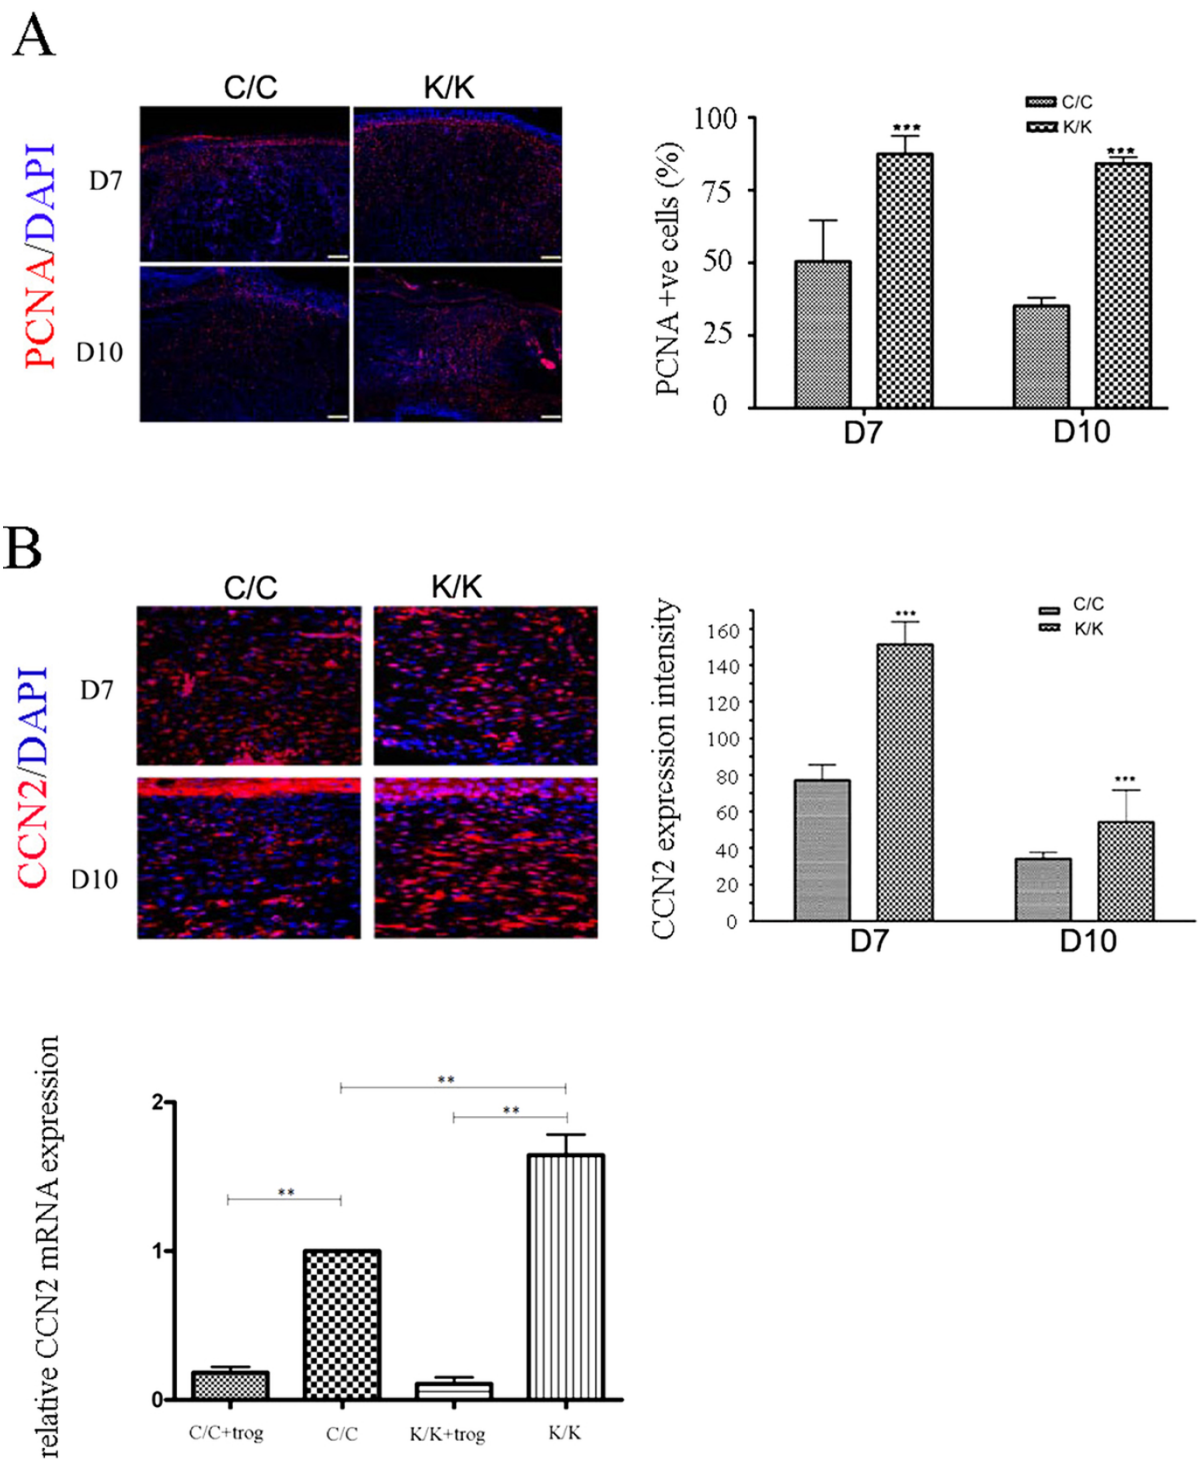 A
C/C K/K
PCNA/DAPI
D7
D10
PCNA +ve cells (%)
100
75
50
25
0
C/C
K/K
***
***
D7 D10
B
C/C K/K
CCN2/DAPI
D7
D10
CCN2 expression intensity
160
140
120
100
80
60
40
20
0
C/C
K/K
***
***
D7 D10
relative CCN2 mRNA expression
2
1
0
**
**
**
C/C+trog C/C K/K+trog K/K